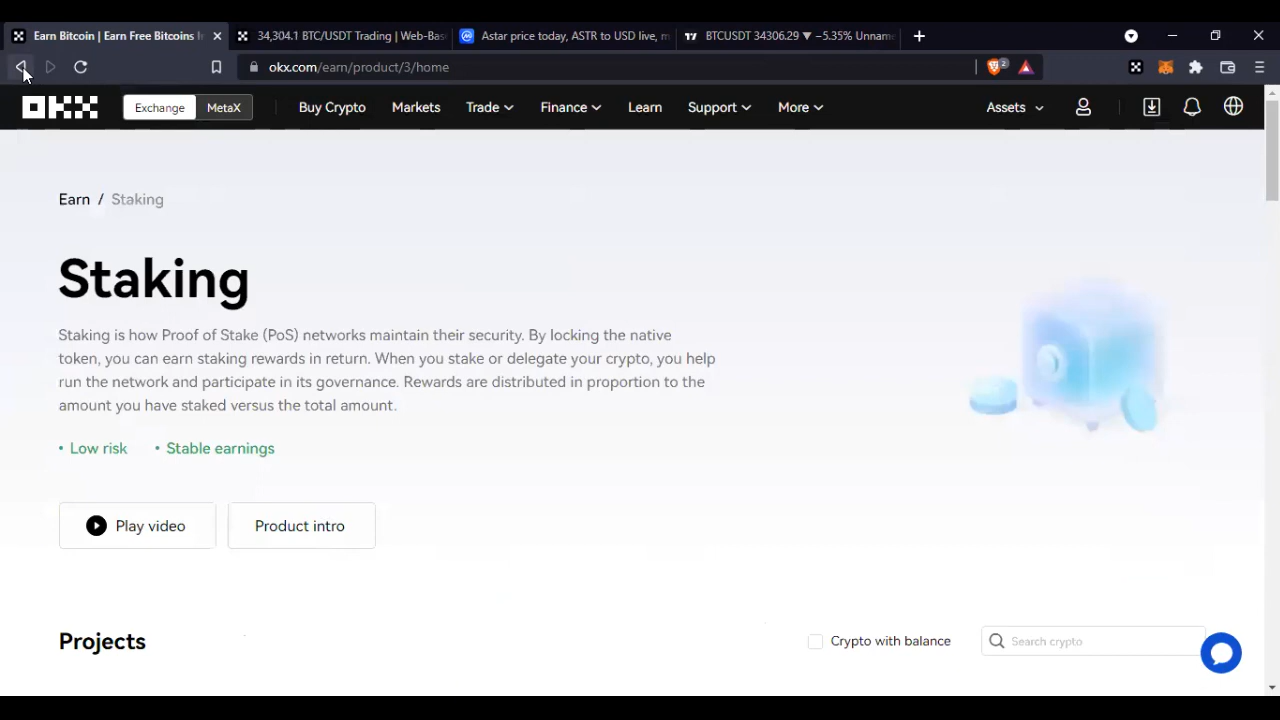 Earn Bitcoin | Earn Free Bitcoins
34,304.1 BTC/USDT Trading | Web-Bas
Astar price today, ASTR to USD live, m
BTCUSDT 34306.29 ▼ −5.35% Unnam
okx.com/earn/product/3/home
2
OKX
Exchange
MetaX
Buy Crypto
Markets
Trade
Finance
Learn
Support
More
Assets
Earn / Staking
Staking
Staking is how Proof of Stake (PoS) networks maintain their security. By locking the native
token, you can earn staking rewards in return. When you stake or delegate your crypto, you help
run the network and participate in its governance. Rewards are distributed in proportion to the
amount you have staked versus the total amount.
• Low risk • Stable earnings
Play video
Product intro
Projects
Crypto with balance
Search crypto